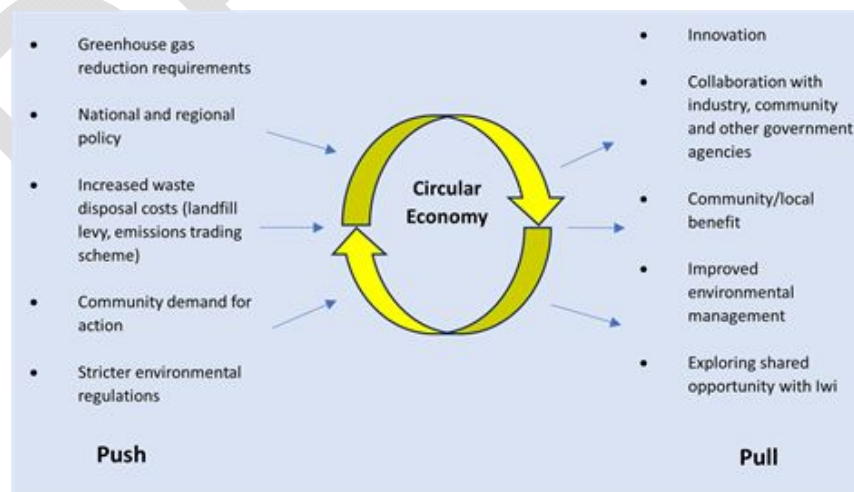 • Greenhouse gas
reduction requirements
• National and regional
policy
• Increased waste
disposal costs (landfill
levy, emissions trading
scheme)
• Community demand for
action
• Stricter environmental
regulations
Push
Circular
Economy
• Innovation
• Collaboration with
industry, community
and other government
agencies
• Community/local
benefit
• Improved
environmental
management
• Exploring shared
opportunity with Iwi
Pull